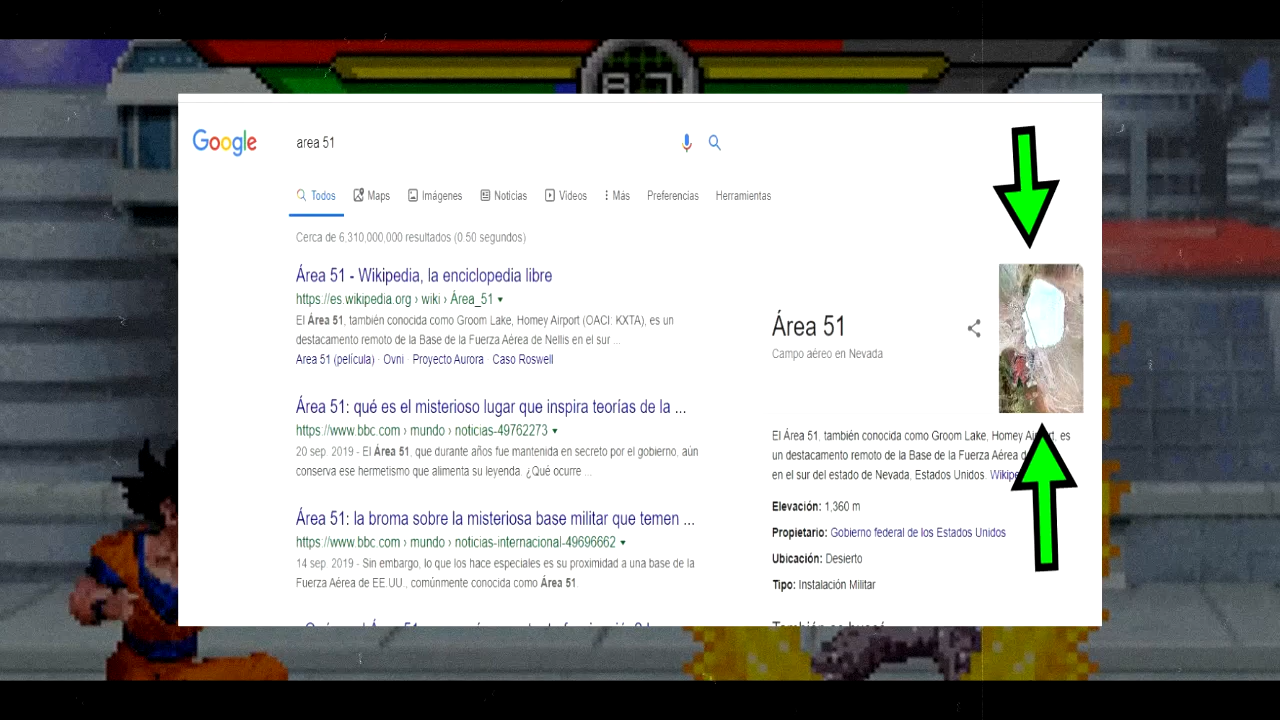 87
Google
area 51
Todos Maps Imágenes Noticias Videos Más Preferencias Herramientas
Cerca de 6,310,000,000 resultados (0.50 segundos)
Área 51 - Wikipedia, la enciclopedia libre
https://es.wikipedia.org › wiki › Área_51
El Área 51, también conocida como Groom Lake, Homey Airport (OACI: KXTA), es un
destacamento remoto de la Base de la Fuerza Aérea de Nellis en el sur ...
Area 51 (película) · Ovni · Proyecto Aurora · Caso Roswell
Área 51: qué es el misterioso lugar que inspira teorías de la ...
https://www.bbc.com › mundo › noticias-49762273
20 sep. 2019 - El Área 51, que durante años fue mantenida en secreto por el gobierno, aún
conserva ese hermetismo que alimenta su leyenda. ¿Qué ocurre ...
Área 51: la broma sobre la misteriosa base militar que temen ...
https://www.bbc.com › mundo › noticias-internacional-49696662
14 sep. 2019 - Sin embargo, lo que los hace especiales es su proximidad a una base de la
Fuerza Aérea de EE.UU., comúnmente conocida como Área 51.
Área 51
Campo aéreo en Nevada
El Área 51, también conocida como Groom Lake, Homey es
un destacamento remoto de la Base de la Fuerza Aérea
en el sur del estado de Nevada, Estados Unidos.
Elevación: 1,360 m
Propietario: Gobierno federal de los Estados Unidos
Ubicación: Desierto
Tipo: Instalación Militar